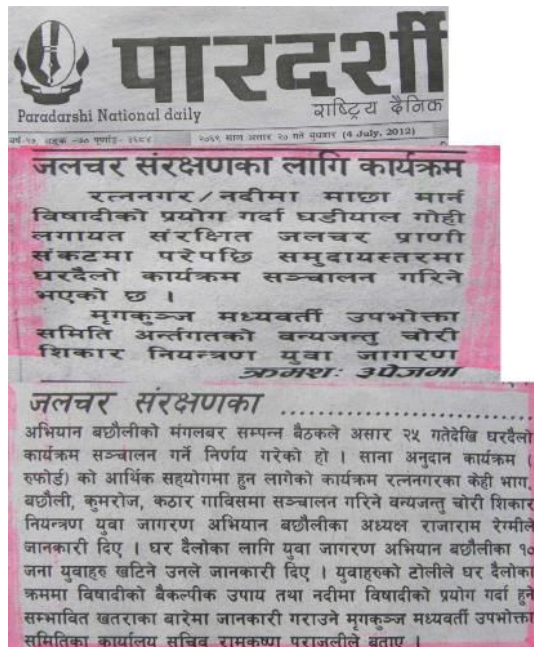 पारदर्शी
Paradarshi National daily
राष्ट्रिय दैनिक
२०६९ साल असार २० गते बुधवार (4 July, 2012)
जलचर संरक्षणका लागि कार्यक्रम
रत्ननगर/नदीमा माछा मार्न
विषादीको प्रयोग गर्दा घडीयाल गोही
लगायत संरक्षित जलचर प्राणी
संकटमा परेपछि समुदायस्तरमा
घरदैलो कार्यक्रम सञ्चालन गरिने
भएको छ ।
मृगकुञ्ज मध्यवर्ती उपभोक्ता
समिति अर्न्तगतको वन्यजन्तु चोरी
शिकार नियन्त्रण युवा जागरण
क्रमशः ३पेजमा
जलचर संरक्षणका ....................
अभियान बछौलीको मंगलबर सम्पन्न बैठकले असार २५ गतेदेखि घरदैलो
कार्यक्रम सञ्चालन गर्ने निर्णय गरेको हो । साना अनुदान कार्यक्रम (
रुफोर्ड) को आर्थिक सहयोगमा हुन लागेको कार्यक्रम रत्ननगरका केही भाग,
बछौली, कुमरोज, कठार गाविसमा सञ्चालन गरिने वन्यजन्तु चोरी शिकार
नियन्त्रण युवा जागरण अभियान बछौलीका अध्यक्ष राजाराम रेग्मीले
जानकारी दिए । घर दैलोका लागि युवा जागरण अभियान बछौलीका १०
जना युवाहरु खटिने उनले जानकारी दिए । युवाहरुको टोलीले घर दैलोका
क्रममा विषादीको बैकल्पीक उपाय तथा नदीमा विषादीको प्रयोग गर्दा हुने
सम्भावित खतराका बारेमा जानकारी गराउने मृगकुञ्ज मध्यवर्ती उपभोक्ता
समितिका कार्यालय सचिव रामकृष्ण पराजुलीले बताए ।